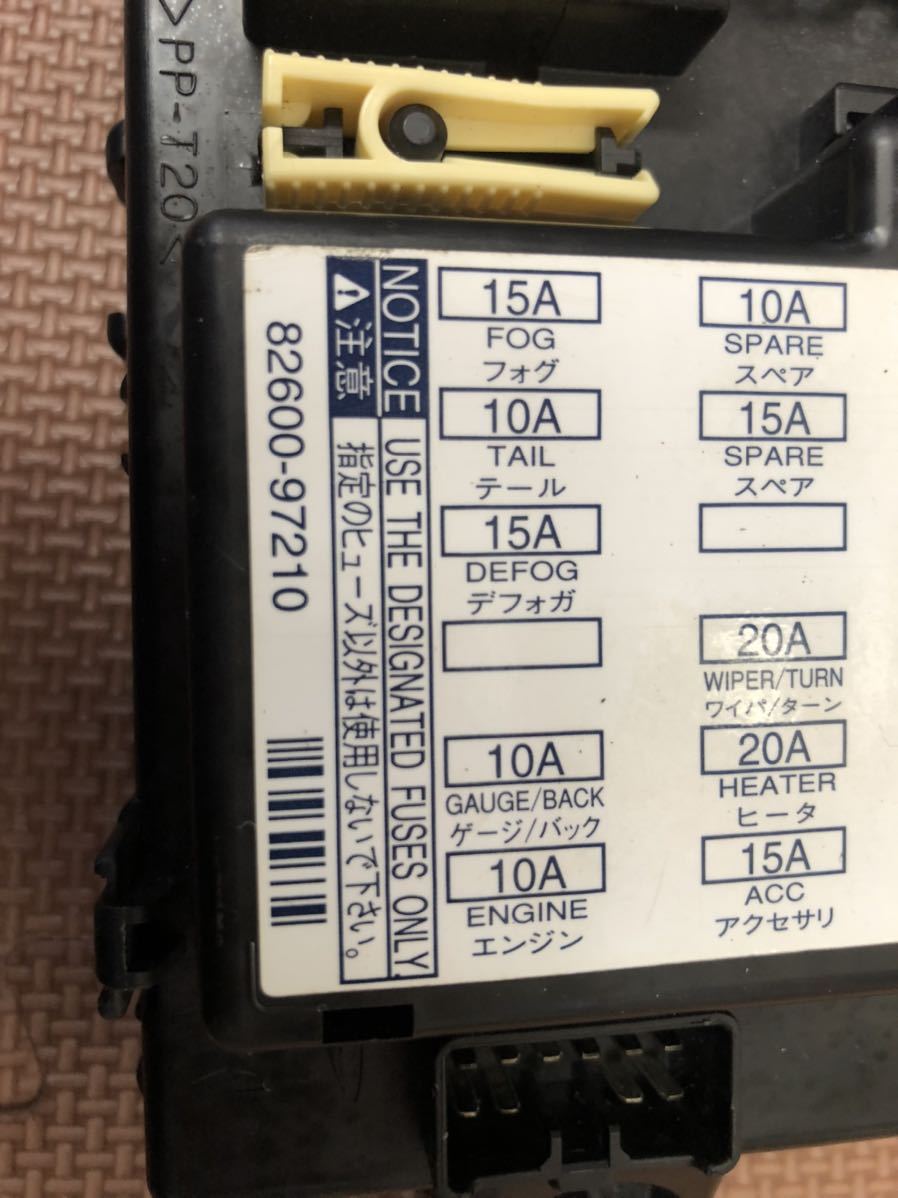 >PP-T20<
82600-97210
NOTICE USE THE DESIGNATED FUSES ONLY
注意 指定のヒューズ以外は使用しないで下さい。
15A
FOG
フォグ
10A
TAIL
テール
15A
DEFOG
デフォガ
10A
GAUGE/BACK
ゲージ/バック
10A
ENGINE
エンジン
10A
SPARE
スペア
15A
SPARE
スペア
20A
WIPER/TURN
ワイパ/ターン
20A
HEATER
ヒータ
15A
ACC
アクセサリ